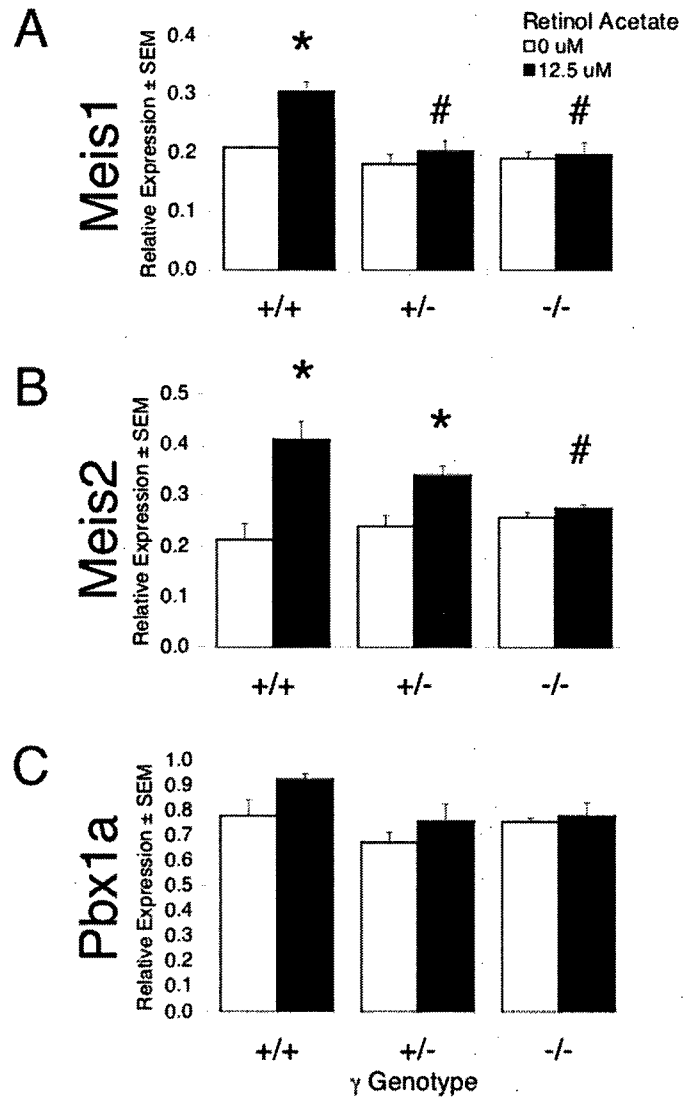 A
Meis1
Relative Expression ± SEM
0.4
0.3
0.2
0.1
0.0
Retinol Acetate
0 uM
12.5 uM
*
#
#
+/+
+/-
-/-
B
Meis2
Relative Expression ± SEM
0.5
0.4
0.3
0.2
0.1
0.0
*
*
#
+/+
+/-
-/-
C
Pbx1a
Relative Expression ± SEM
1.0
0.9
0.8
0.7
0.6
0.5
0.4
0.3
0.2
0.1
0.0
+/+
+/-
-/-
γ Genotype